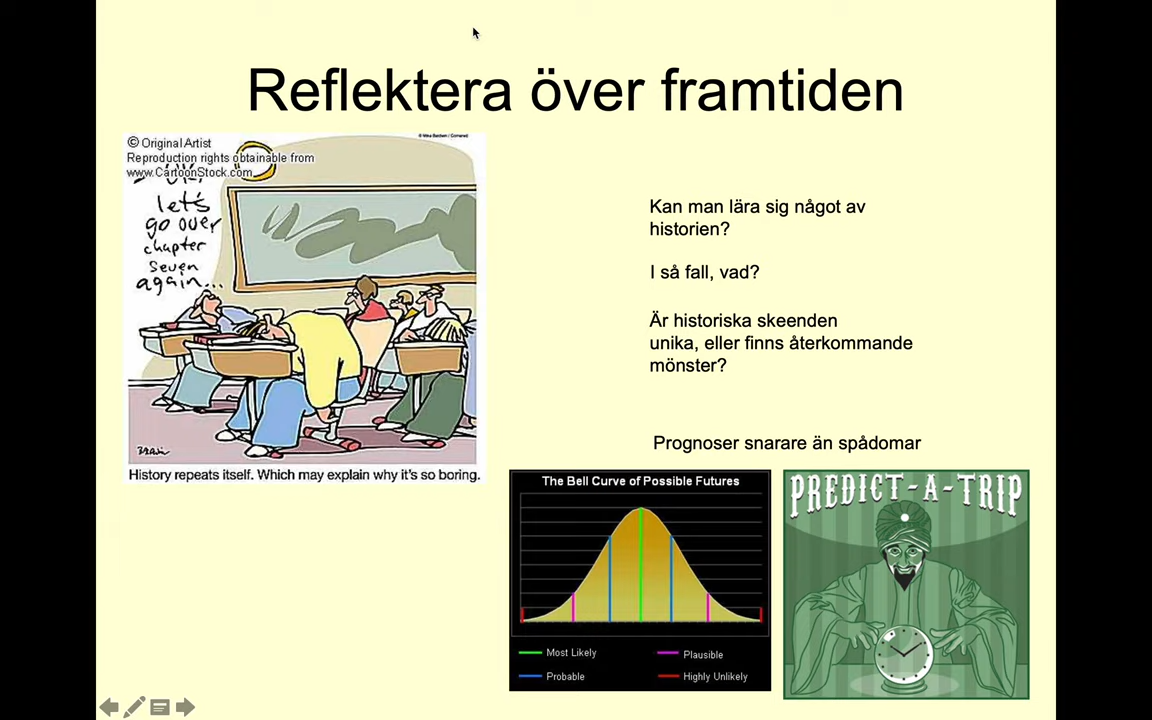 Reflektera över framtiden
© Original Artist
Reproduction rights obtainable from
www.CartoonStock.com
let's
go over
chapter
seven
again...
History repeats itself. Which may explain why it's so boring.
Kan man lära sig något av
historien?
I så fall, vad?
Är historiska skeenden
unika, eller finns återkommande
mönster?
Prognoser snarare än spådomar
The Bell Curve of Possible Futures
Most Likely
Plausible
Probable
Highly Unlikely
PREDICT-A-TRIP